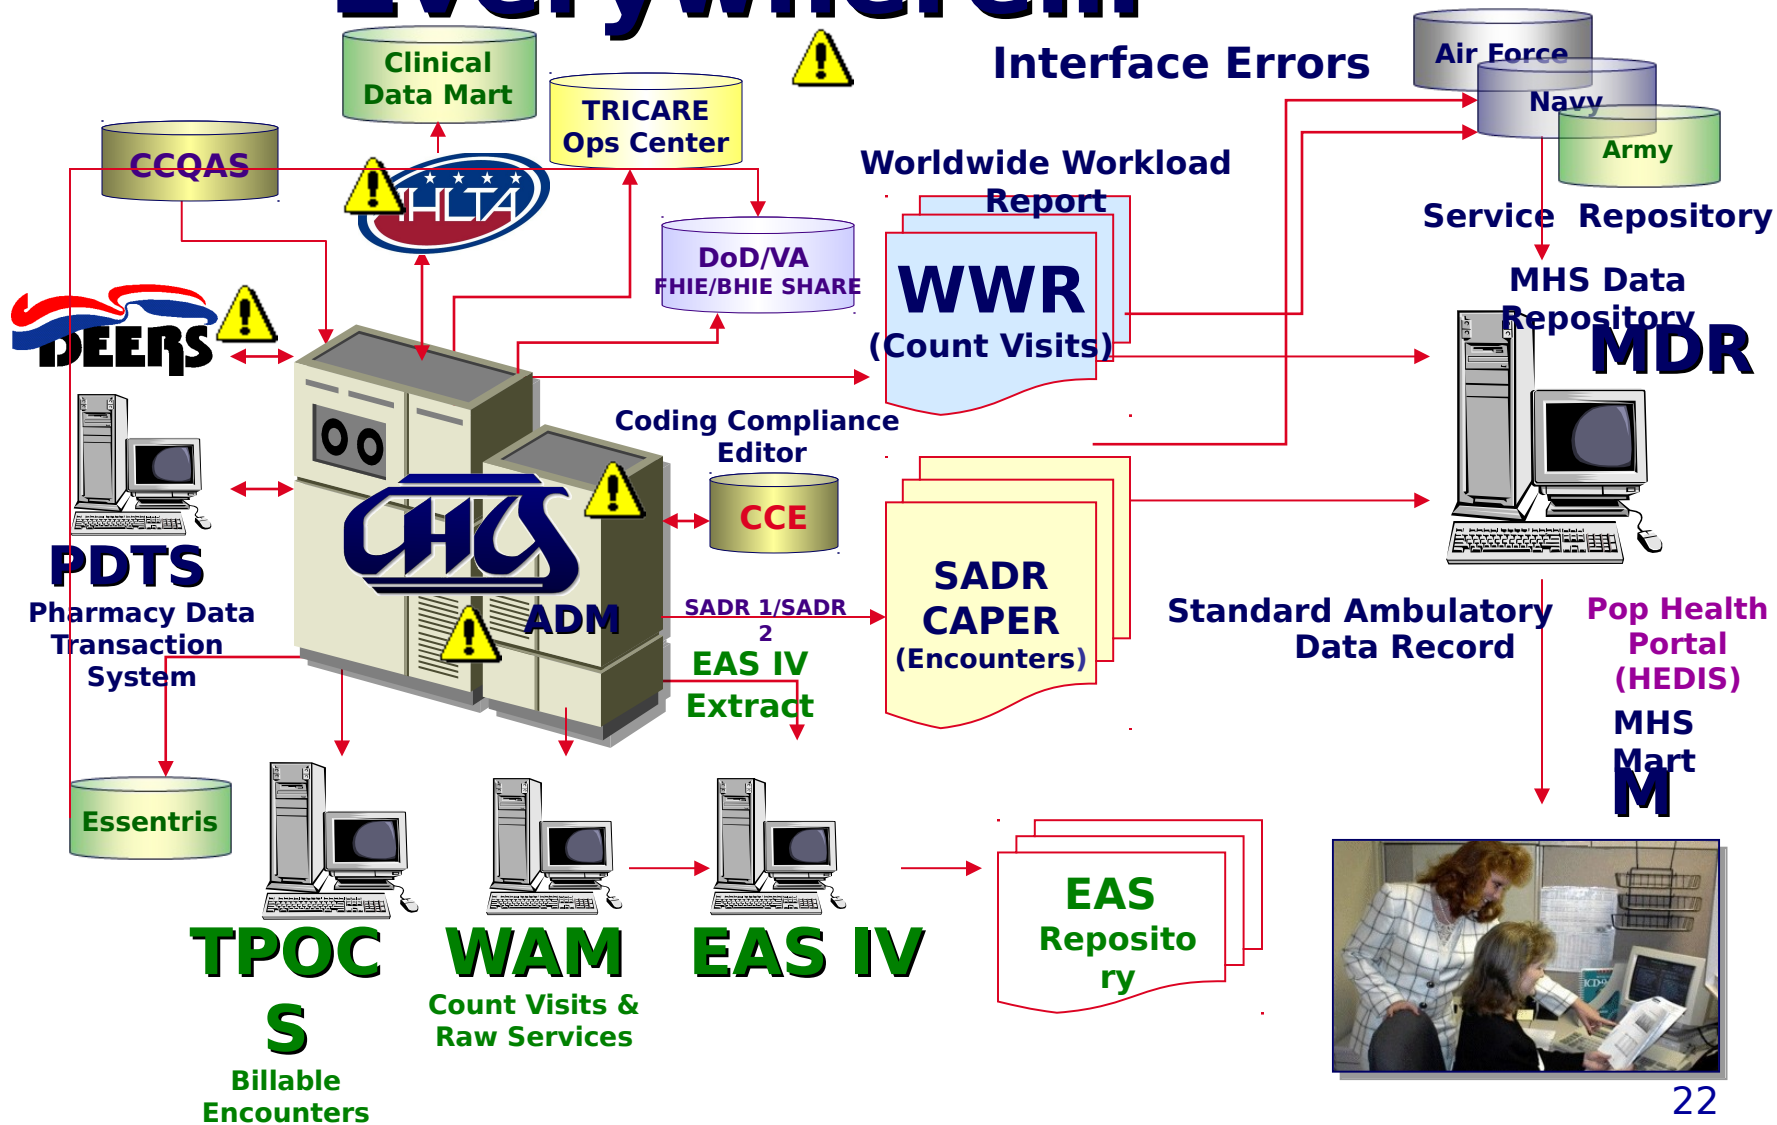 Everywhere...
Interface Errors
Clinical
Data Mart
TRICARE
Ops Center
CCQAS
AHLTA
Air Force
Navy
Army
Service Repository
Worldwide Workload
Report
DoD/VA
FHIE/BHIE SHARE
WWR
(Count Visits)
MHS Data
Repository
MDR
DEERS
Coding Compliance
Editor
CCE
CHCS
ADM
PDTS
Pharmacy Data
Transaction
System
SADR 1/SADR
2
EAS IV
Extract
SADR
CAPER
(Encounters)
Standard Ambulatory
Data Record
Pop Health
Portal
(HEDIS)
MHS
Mart
M
Essentris
TPOC
S
Billable
Encounters
WAM
Count Visits &
Raw Services
EAS IV
EAS
Reposito
ry
22